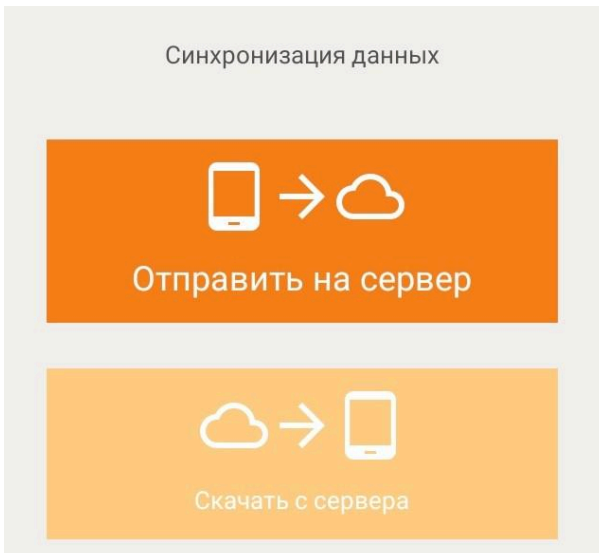 Синхронизация данных
Отправить на сервер
Скачать с сервера